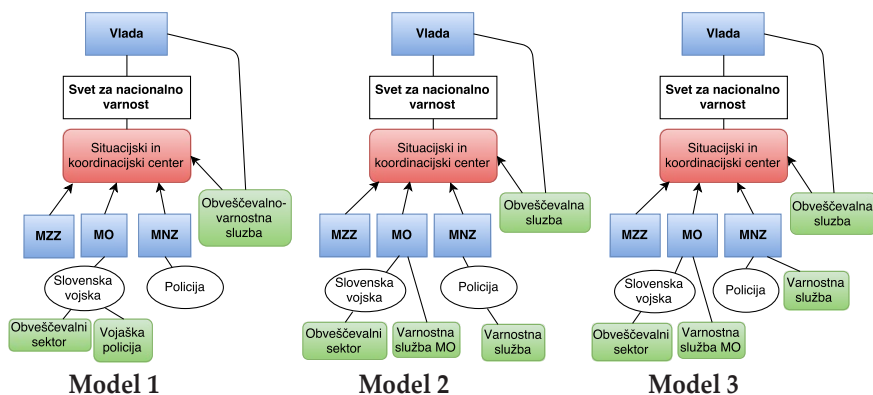 Vlada
Svet za nacionalno
varnost
Situacijski in
koordinacijski center
Obveščevalno-
varnostna
sluzba
MZZ
MO
MNZ
Slovenska
vojska
Policija
Obveščevalni
sektor
Vojaška
policija
Model 1
Vlada
Svet za nacionalno
varnost
Situacijski in
koordinacijski center
Obveščevalna
sluzba
MZZ
MO
MNZ
Slovenska
vojska
Policija
Obveščevalni
sektor
Varnostna
služba MO
Varnostna
služba
Model 2
Vlada
Svet za nacionalno
varnost
Situacijski in
koordinacijski center
Obveščevalna
sluzba
MZZ
MO
MNZ
Slovenska
vojska
Policija
Varnostna
služba
Obveščevalni
sektor
Varnostna
služba MO
Model 3